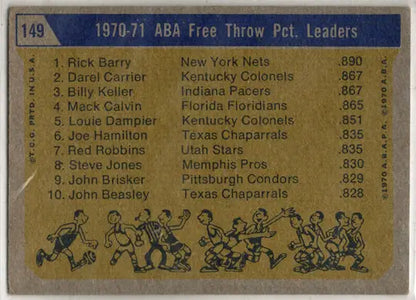 149 1970-71 ABA Free Throw Pct. Leaders
1. Rick Barry New York Nets .890
2. Darel Carrier Kentucky Colonels .867
3. Billy Keller Indiana Pacers .867
4. Mack Calvin Florida Floridians .865
5. Louie Dampier Kentucky Colonels .851
6. Joe Hamilton Texas Chaparrals .835
7. Red Robbins Utah Stars .835
8. Steve Jones Memphis Pros .830
9. John Brisker Pittsburgh Condors .829
10. John Beasley Texas Chaparrals .828
©T.C.G. PRTD. IN U.S.A.
©1970 A.B.A.P.A. ©1970 A.B.A.